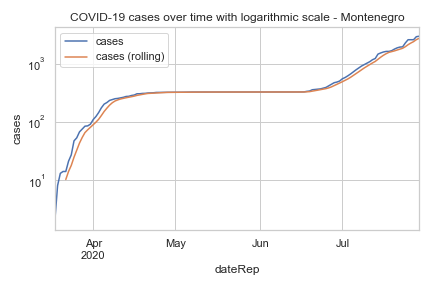 COVID-19 cases over time with logarithmic scale - Montenegro
cases
cases (rolling)
10³
10²
10¹
cases
Apr
2020
May
Jun
Jul
dateRep